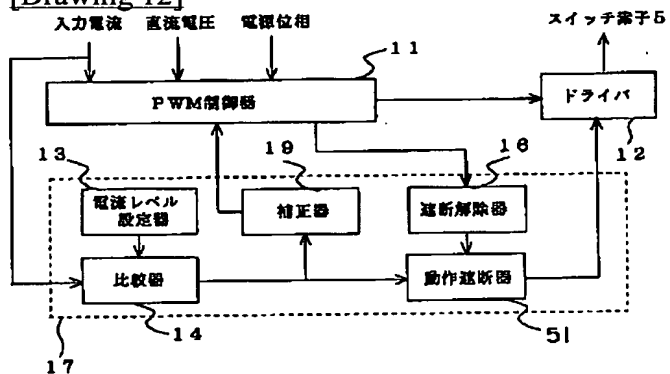 [Drawing 12]
入力電流 直流電圧 電源位相 スイッチ素子5
11
PWM制御器
ドライバ
12
13
19
16
電流レベル
設定器
補正器
遮断解除器
比較器
動作遮断器
14
51
17